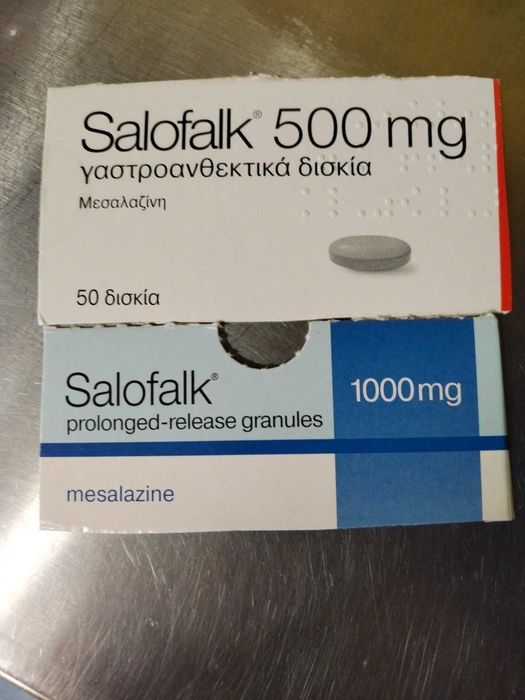 Salofalk® 500 mg
γαστροανθεκτικά δισκία
Μεσαλαζίνη
50 δισκία
Salofalk®
prolonged-release granules
1000mg
mesalazine